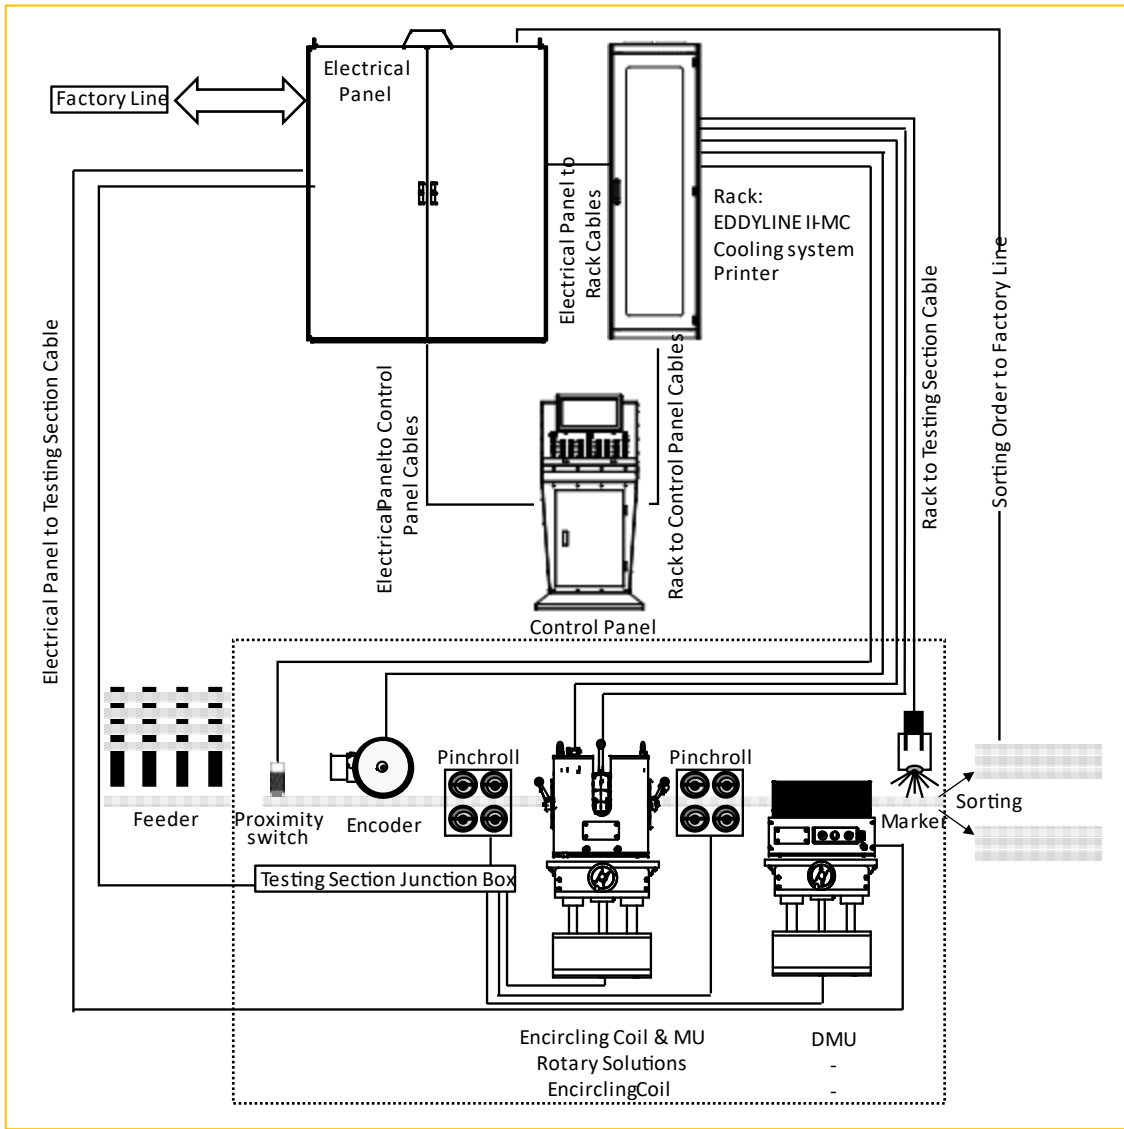 Electrical
Panel
Factory Line
Electrical Panel to
Rack Cables
Rack:
EDDYLINE II-MC
Cooling system
Printer
Electrical Panel to Testing Section Cable
Electrical Panel to Control
Panel Cables
Rack to Control Panel Cables
Rack to Testing Section Cable
Sorting Order to Factory Line
Control Panel
Feeder
Proximity
switch
Encoder
Pinchroll
Pinchroll
Marker
Sorting
Testing Section Junction Box
Encircling Coil & MU
DMU
Rotary Solutions
-
EncirclingCoil
-